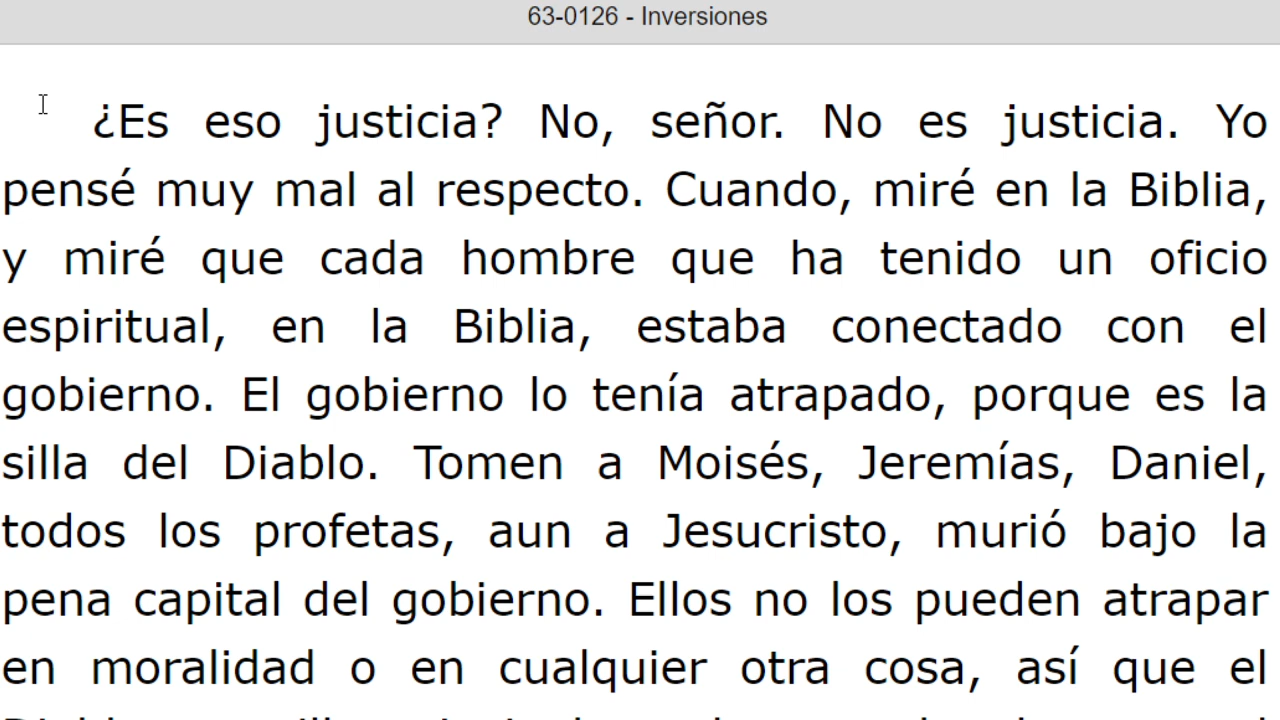 63-0126 - Inversiones
¿Es eso justicia? No, señor. No es justicia. Yo
pensé muy mal al respecto. Cuando, miré en la Biblia,
y miré que cada hombre que ha tenido un oficio
espiritual, en la Biblia, estaba conectado con el
gobierno. El gobierno lo tenía atrapado, porque es la
silla del Diablo. Tomen a Moisés, Jeremías, Daniel,
todos los profetas, aun a Jesucristo, murió bajo la
pena capital del gobierno. Ellos no los pueden atrapar
en moralidad o en cualquier otra cosa, así que el